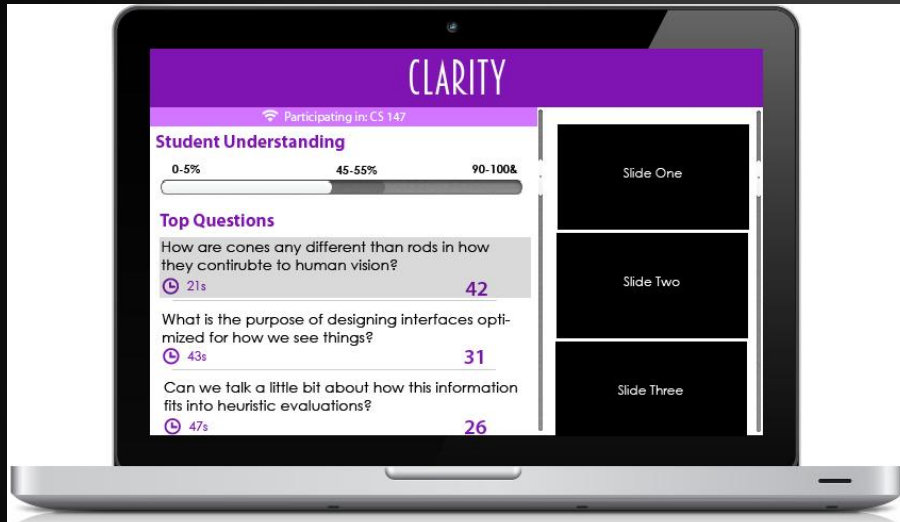 CLARITY
Participating in: CS 147
Student Understanding
0-5% 45-55% 90-100&
Top Questions
How are cones any different than rods in how
they contirubte to human vision?
21s 42
What is the purpose of designing interfaces opti-
mized for how we see things?
43s 31
Can we talk a little bit about how this information
fits into heuristic evaluations?
47s 26
Slide One
Slide Two
Slide Three